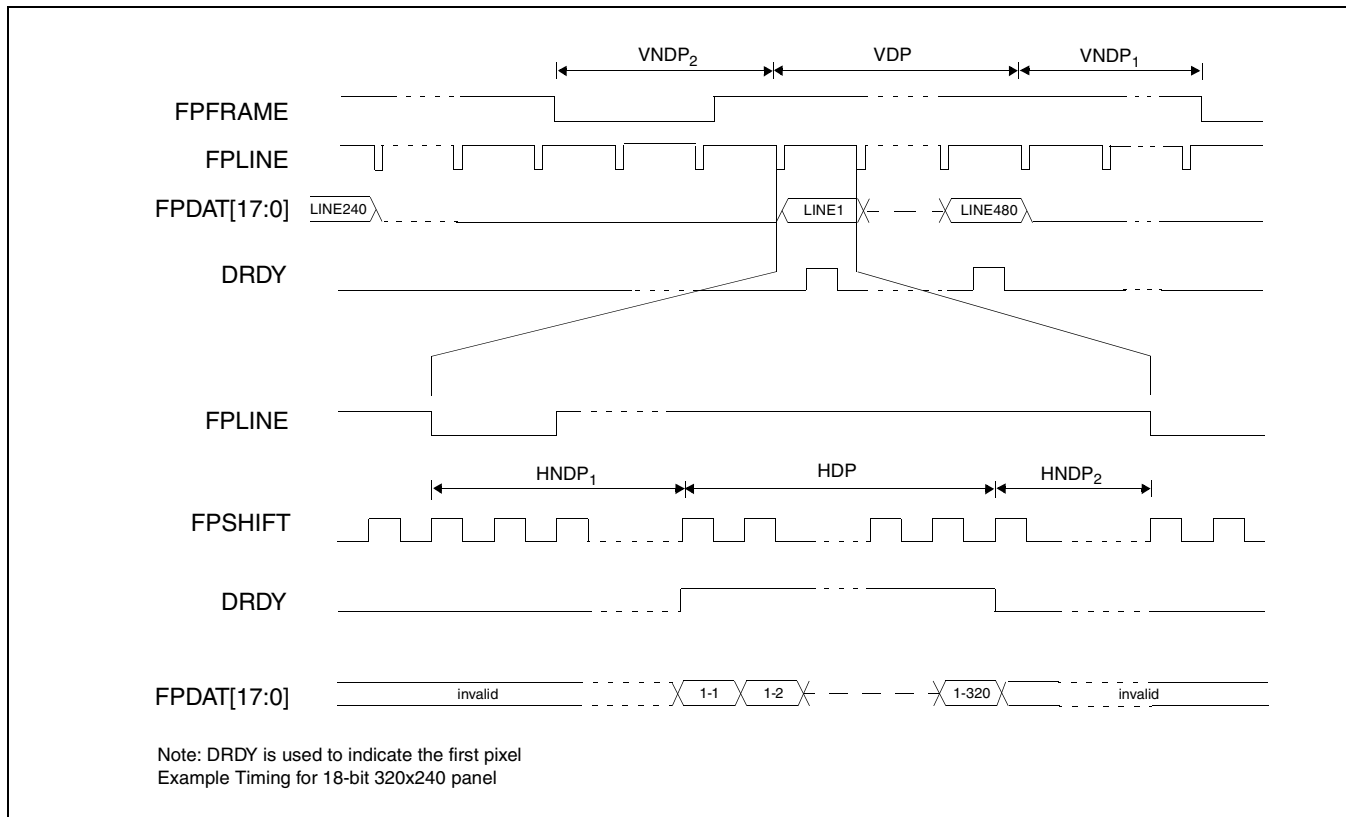 VNDP2 VDP VNDP1
FPFRAME
FPLINE
FPDAT[17:0] LINE240 LINE1 LINE480
DRDY
FPLINE
HNDP1 HDP HNDP2
FPSHIFT
DRDY
FPDAT[17:0] invalid 1-1 1-2 1-320 invalid
Note: DRDY is used to indicate the first pixel
Example Timing for 18-bit 320x240 panel